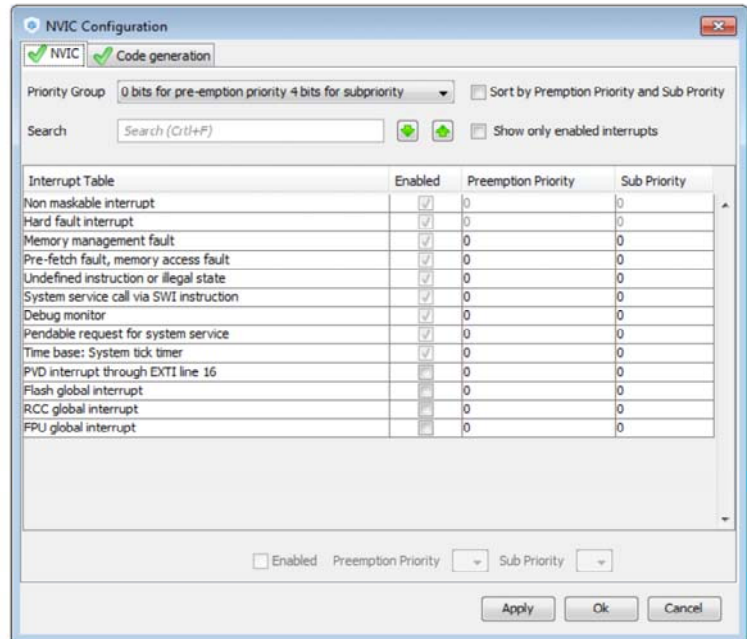 NVIC Configuration
NVIC Code generation
Priority Group 0 bits for pre-emption priority 4 bits for subpriority Sort by Premption Priority and Sub Prority
Search Search (Crtl+F) Show only enabled interrupts
Interrupt Table Enabled Preemption Priority Sub Priority
Non maskable interrupt 0 0
Hard fault interrupt 0 0
Memory management fault 0 0
Pre-fetch fault, memory access fault 0 0
Undefined instruction or illegal state 0 0
System service call via SWI instruction 0 0
Debug monitor 0 0
Pendable request for system service 0 0
Time base: System tick timer 0 0
PVD interrupt through EXTI line 16 0 0
Flash global interrupt 0 0
RCC global interrupt 0 0
FPU global interrupt 0 0
Enabled Preemption Priority Sub Priority
Apply Ok Cancel